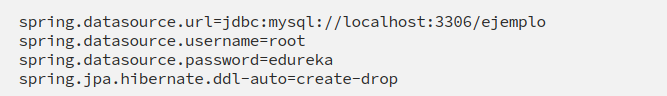 spring.datasource.url=jdbc:mysql://localhost:3306/ejemplo
spring.datasource.username=root
spring.datasource.password=edureka
spring.jpa.hibernate.ddl-auto=create-drop